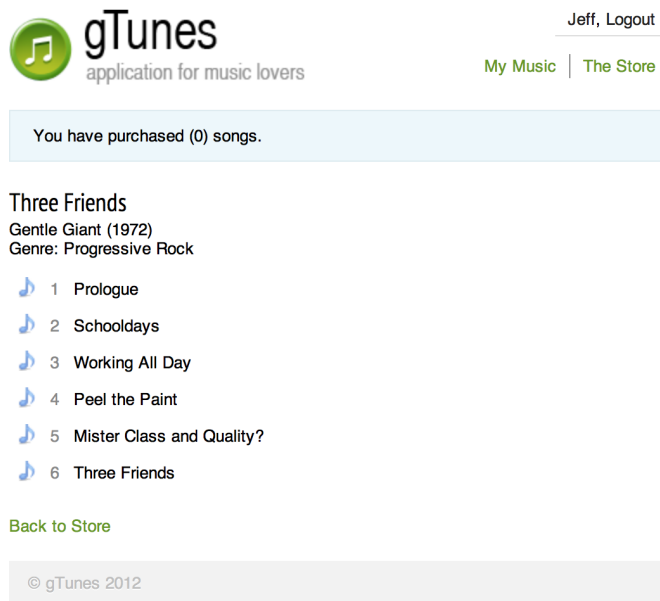 gTunes
application for music lovers
Jeff, Logout
My Music | The Store
You have purchased (0) songs.
Three Friends
Gentle Giant (1972)
Genre: Progressive Rock
1 Prologue
2 Schooldays
3 Working All Day
4 Peel the Paint
5 Mister Class and Quality?
6 Three Friends
Back to Store
© gTunes 2012